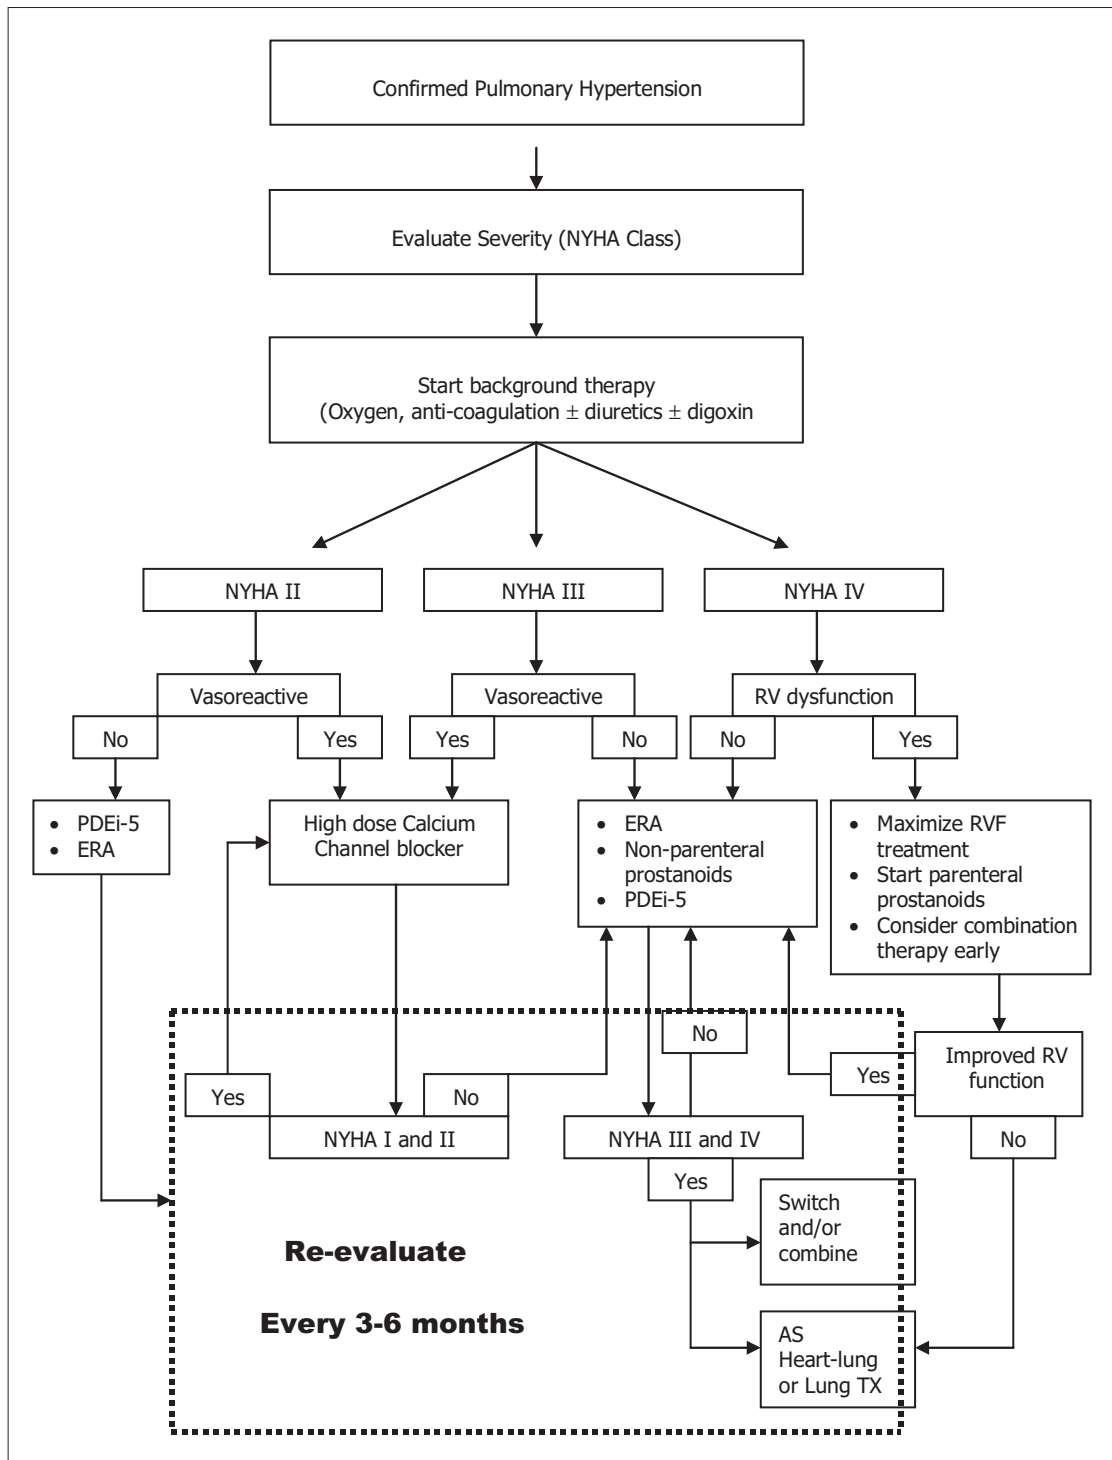 Confirmed Pulmonary Hypertension
Evaluate Severity (NYHA Class)
Start background therapy
(Oxygen, anti-coagulation ± diuretics ± digoxin
NYHA II
NYHA III
NYHA IV
Vasoreactive
Vasoreactive
RV dysfunction
No
Yes
Yes
No
No
Yes
• PDEi-5
• ERA
High dose Calcium
Channel blocker
• ERA
• Non-parenteral
prostanoids
• PDEi-5
• Maximize RVF
treatment
• Start parenteral
prostanoids
• Consider combination
therapy early
No
Improved RV
function
Yes
Yes
No
NYHA I and II
NYHA III and IV
No
Yes
Switch
and/or
combine
Re-evaluate
Every 3-6 months
AS
Heart-lung
or Lung TX